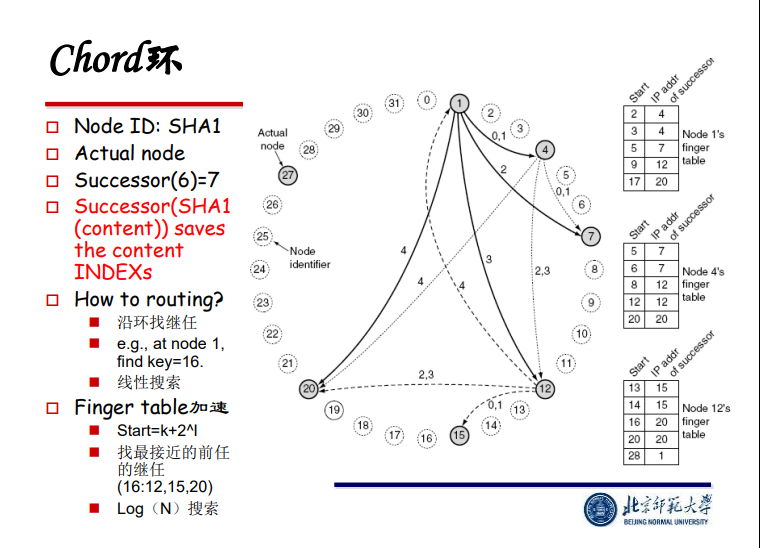 Chord环
Node ID: SHA1
Actual node
Successor(6)=7
Successor(SHA1
(content)) saves
the content
INDEXs
How to routing?
沿环找继任
e.g., at node 1,
find key=16.
线性搜索
Finger table加速
Start=k+2^I
找最接近的前任
的继任
(16:12,15,20)
Log（N）搜索
Actual
node
Node
identifier
0
1
2
3
4
5
6
7
8
9
10
11
12
13
14
15
16
17
18
19
20
21
22
23
24
25
26
27
28
29
30
31
0,1
2
0,1
4
4
3
4
2,3
2,3
0,1
Start
IP addr
of successor
2 4
3 4
5 7
9 12
17 20
Node 1's
finger
table
Start
IP addr
of successor
5 7
6 7
8 12
12 12
20 20
Node 4's
finger
table
Start
IP addr
of successor
13 15
14 15
16 20
20 20
28 1
Node 12's
finger
table
北京师范大学
BEIJING NORMAL UNIVERSITY